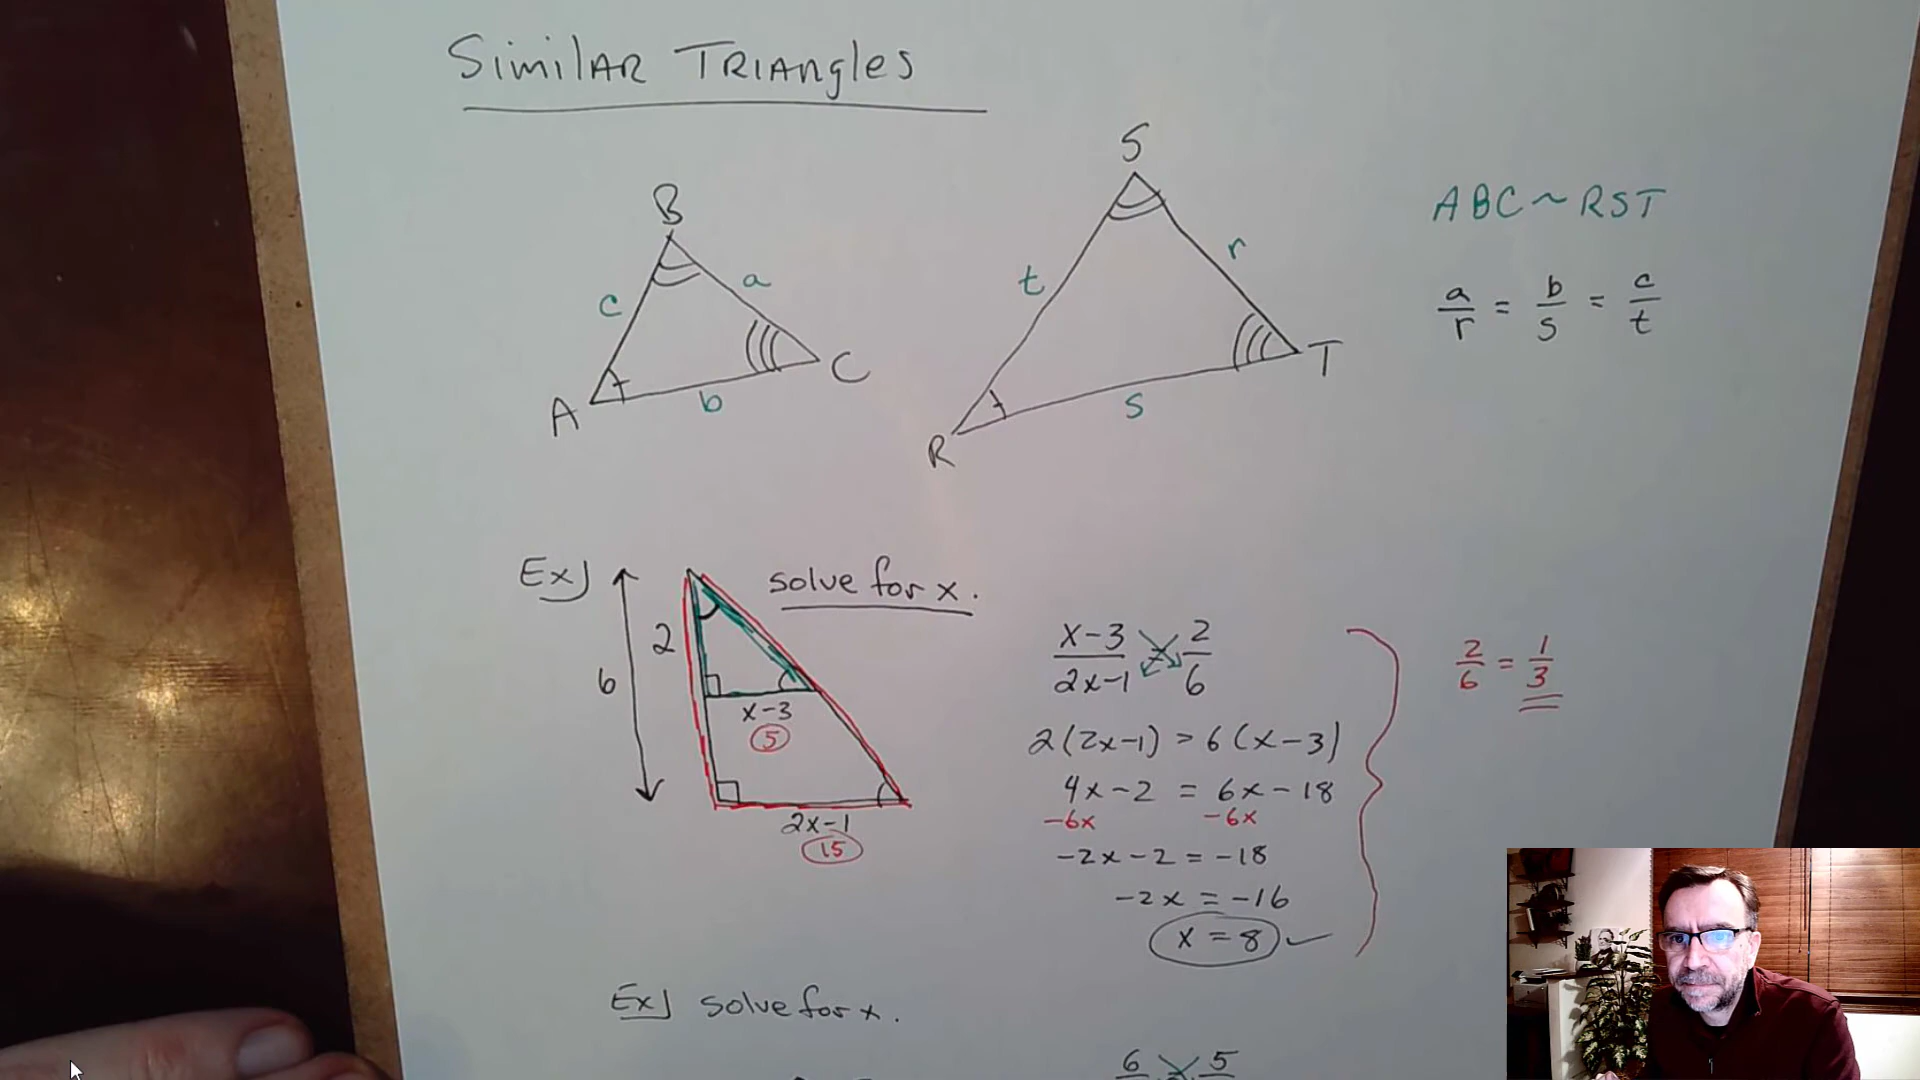 Similar Triangles
B
c a
A b C
S
t r
R s T
ABC ~ RST
a/r = b/s = c/t
Ex) solve for x.
2
6
x-3
5
2x-1
15
x-3/2x-1 = 2/6
2(2x-1) = 6(x-3)
4x-2 = 6x-18
-6x -6x
-2x-2 = -18
-2x = -16
x = 8 ✓
2/6 = 1/3
Ex) solve for x.
6 5